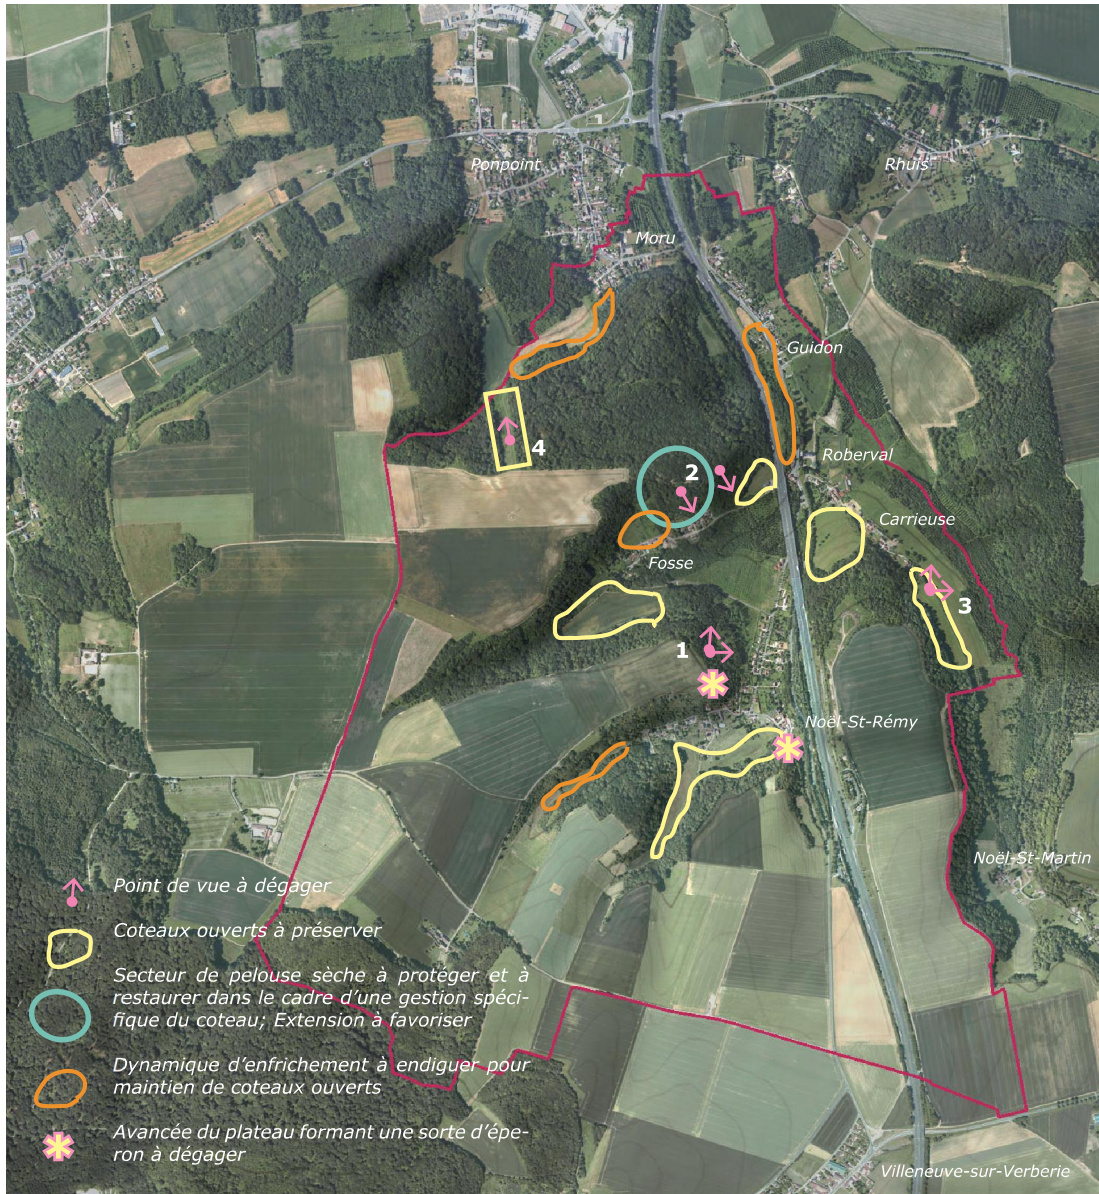 Ponpoint
Rhuis
Moru
Guidon
4
2
Roberval
Carrieuse
Fosse
3
1
Noël-St-Rémy
Noël-St-Martin
Point de vue à dégager
Coteaux ouverts à préserver
Secteur de pelouse sèche à protéger et à
restaurer dans le cadre d'une gestion spéci-
fique du coteau; Extension à favoriser
Dynamique d'enfrichement à endiguer pour
maintien de coteaux ouverts
Avancée du plateau formant une sorte d'épe-
ron à dégager
Villeneuve-sur-Verberie